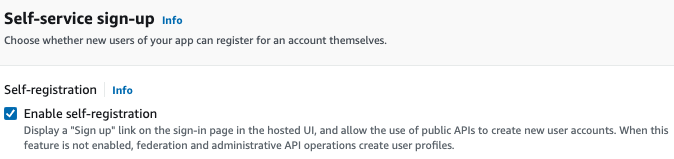 Self-service sign-up Info
Choose whether new users of your app can register for an account themselves.
Self-registration Info
Enable self-registration
Display a "Sign up" link on the sign-in page in the hosted UI, and allow the use of public APIs to create new user accounts. When this
feature is not enabled, federation and administrative API operations create user profiles.